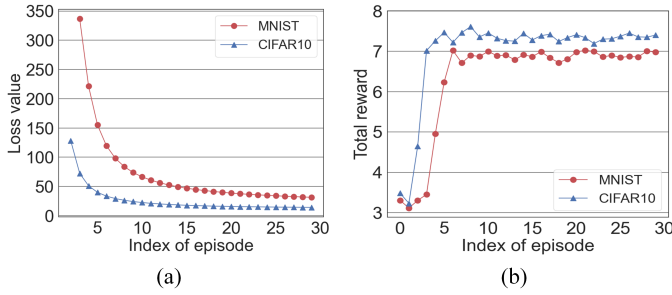 350
300
250
200
150
100
50
0
Loss value
MNIST
CIFAR10
5
10
15
20
25
30
Index of episode
(a)
8
7
6
5
4
3
Total reward
MNIST
CIFAR10
0
5
10
15
20
25
30
Index of episode
(b)